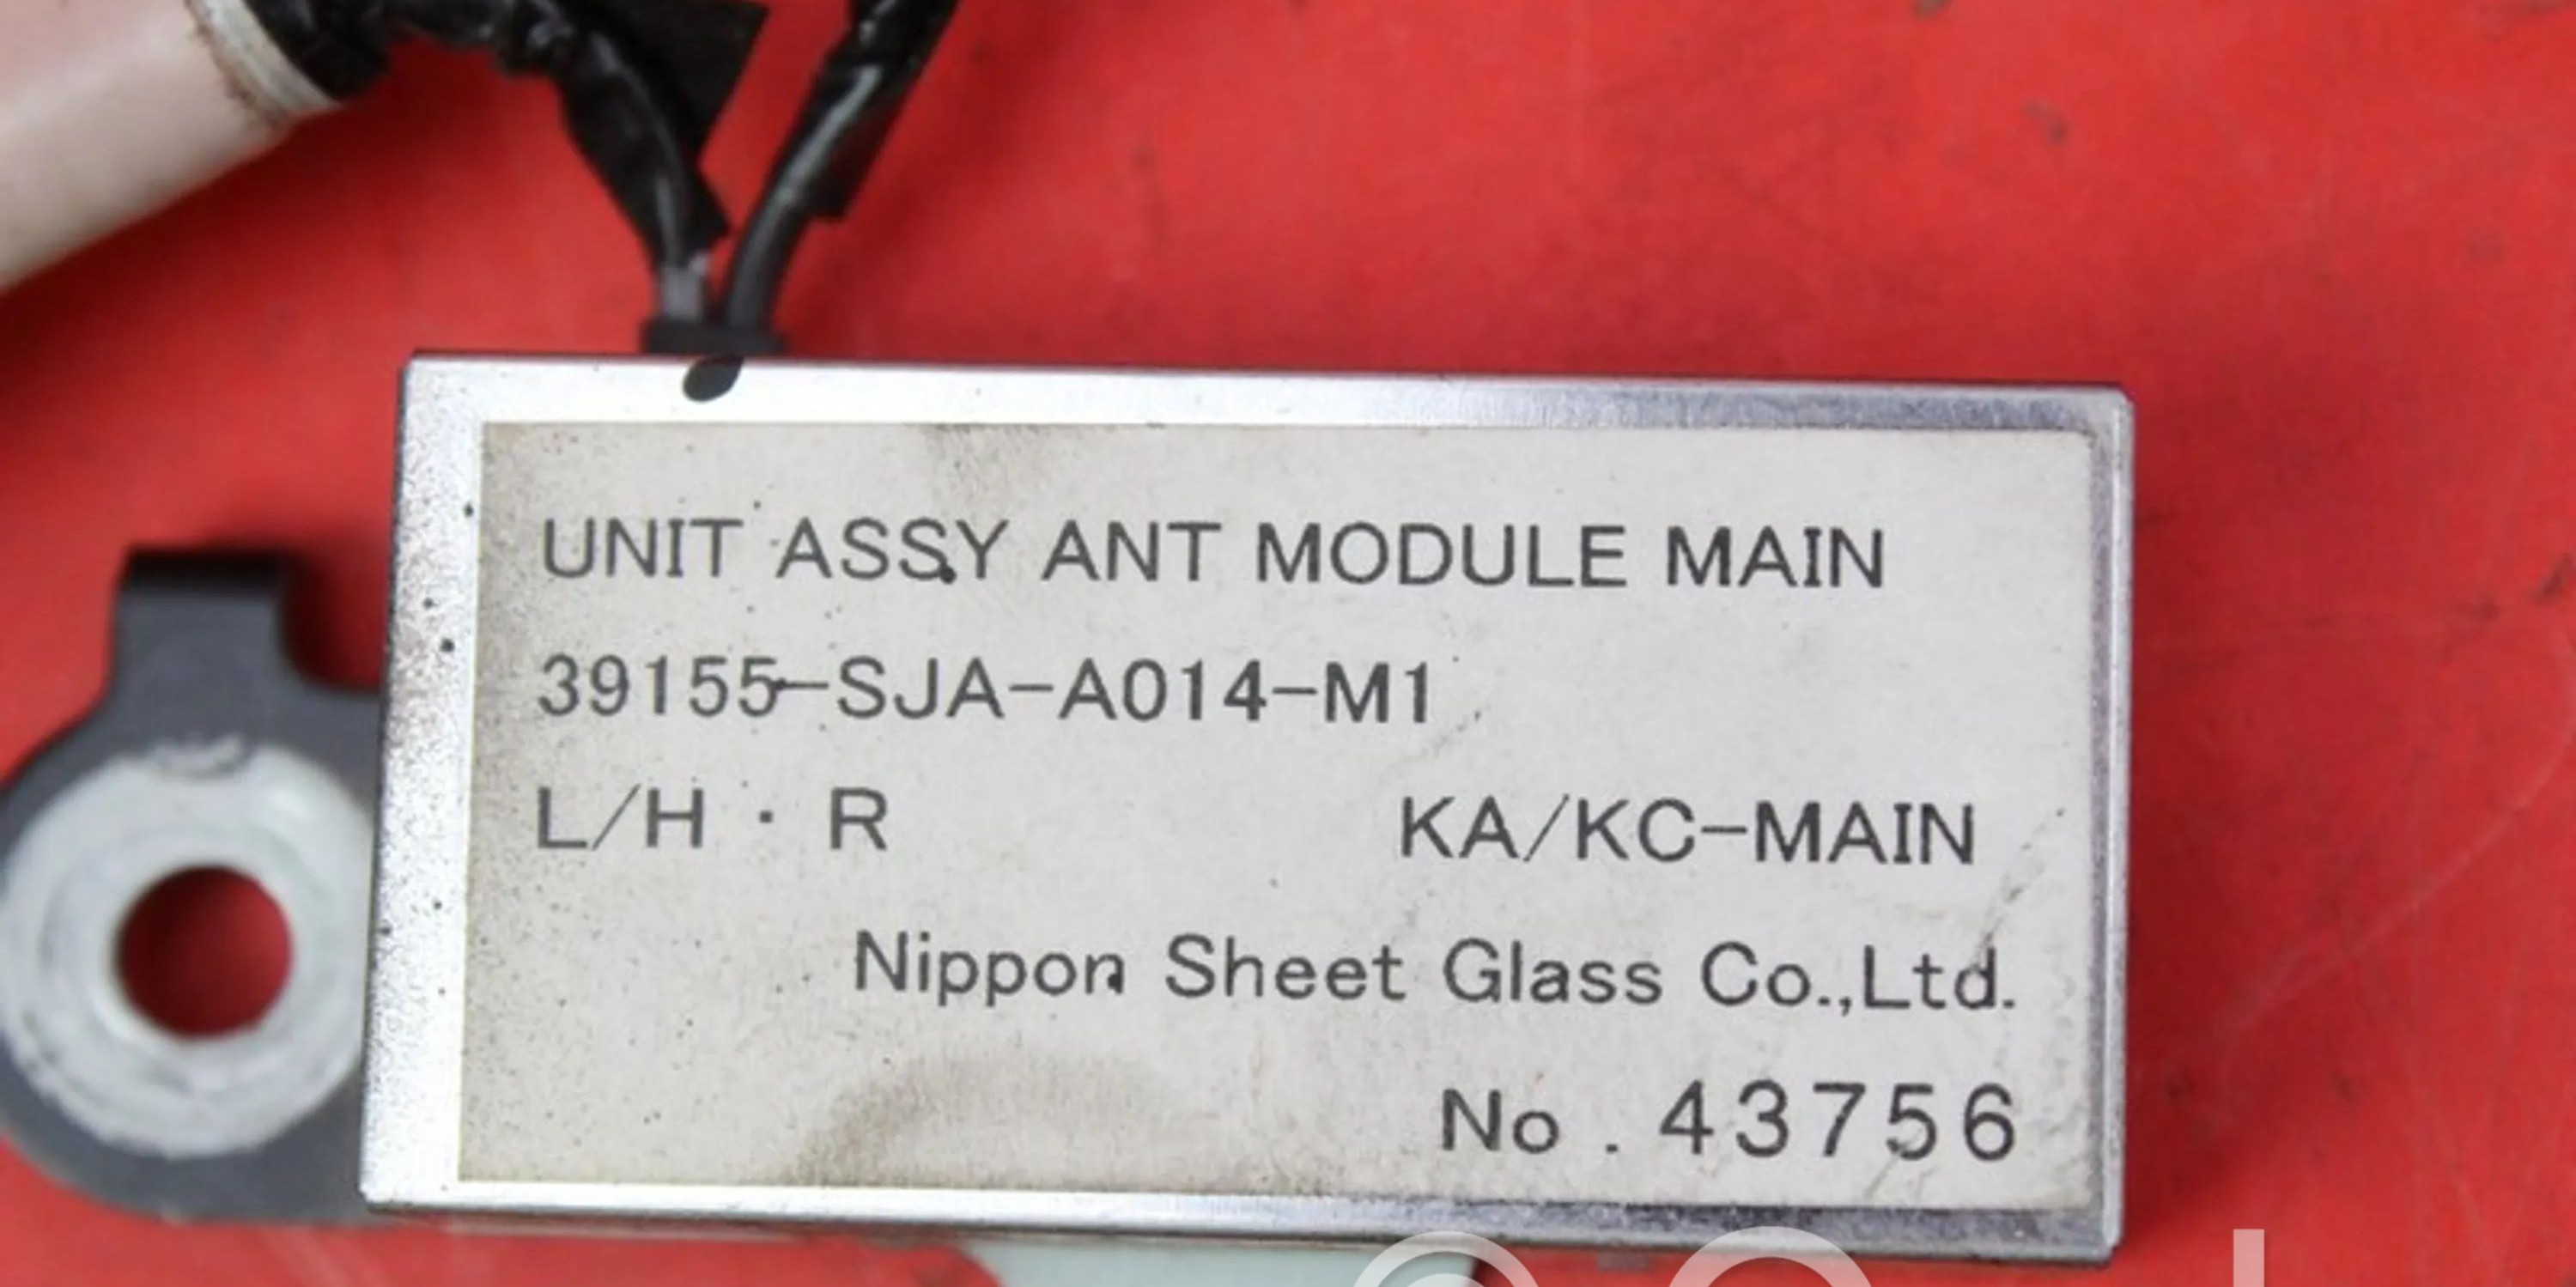 UNIT ASSY ANT MODULE MAIN
39155-SJA-A014-M1
L/H · R KA/KC-MAIN
Nippon Sheet Glass Co.,Ltd.
No. 43756